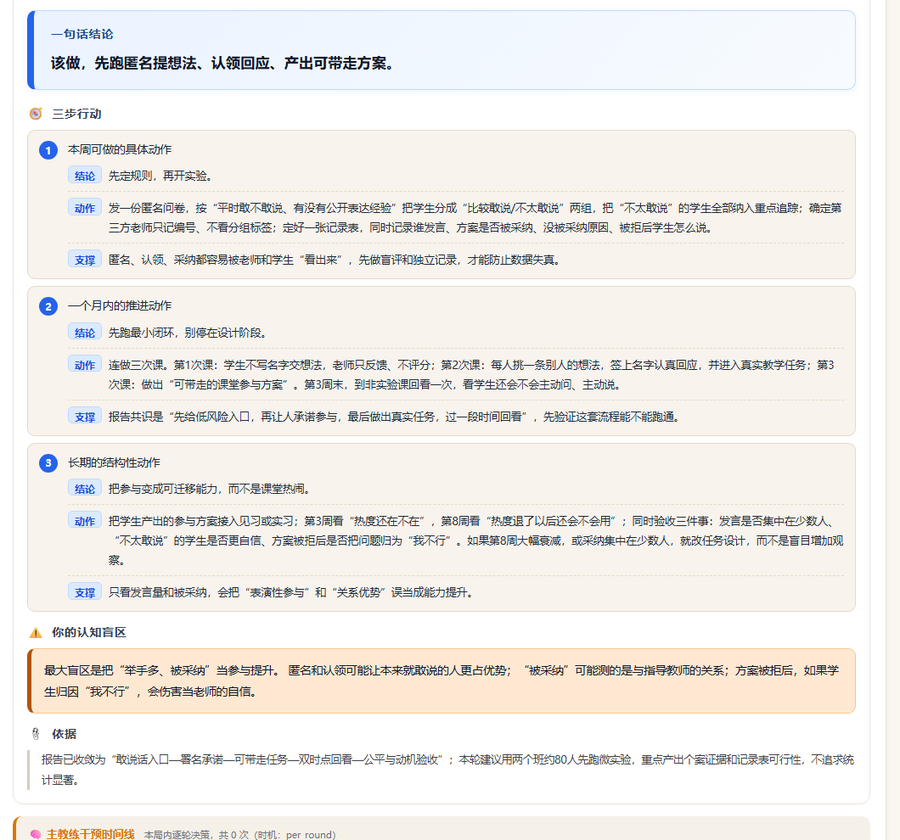 一句话结论
该做，先跑匿名提想法、认领回应、产出可带走方案。
三步行动
1 本周可做的具体动作
结论 先定规则，再开实验。
动作 发一份匿名问卷，按“平时敢不敢说、有没有公开表达经验”把学生分成“比较敢说/不太敢说”两组，把“不太敢说”的学生全部纳入重点追踪；确定第
三方老师只记编号、不看分组标签；定好一张记录表，同时记录谁发言、方案是否被采纳、没被采纳原因、被拒后学生怎么说。
支撑 匿名、认领、采纳都容易被老师和学生“看出来”，先做盲评和独立记录，才能防止数据失真。
2 一个月内的推进动作
结论 先跑最小闭环，别停在设计阶段。
动作 连做三次课。第1次课：学生不写名字交想法，老师只反馈、不评分；第2次课：每人挑一条别人的想法，签上名字认真回应，并进入真实教学任务；第3
次课：做出“可带走的课堂参与方案”。第3周末，到非实验课回看一次，看学生还会不会主动问、主动说。
支撑 报告共识是“先给低风险入口，再让人承诺参与，最后做出真实任务，过一段时间回看”，先验证这套流程能不能跑通。
3 长期的结构性动作
结论 把参与变成可迁移能力，而不是课堂热闹。
动作 把学生产出的参与方案接入见习或实习；第3周看“热度还在不在”，第8周看“热度退了以后还会不会用”；同时验收三件事：发言是否集中在少数人、
“不太敢说”的学生是否更自信、方案被拒后是否把问题归为“我不行”。如果第8周大幅衰减，或采纳集中在少数人，就改任务设计，而不是盲目增加观
察。
支撑 只看发言量和被采纳，会把“表演性参与”和“关系优势”误当成能力提升。
你的认知盲区
最大盲区是把“举手多、被采纳”当参与提升。 匿名和认领可能让本来就敢说的人更占优势；“被采纳”可能测的是与指导教师的关系；方案被拒后，如果学
生归因“我不行”，会伤害当老师的自信。
依据
报告已收敛为“敢说话入口—署名承诺—可带走任务—双时点回看—公平与动机验收”；本轮建议用两个班约80人先跑微实验，重点产出个案证据和记录表可行性，不追求统
计显著。
主教练干预时间线 本局内逐轮决策，共 0 次（时机：per_round）